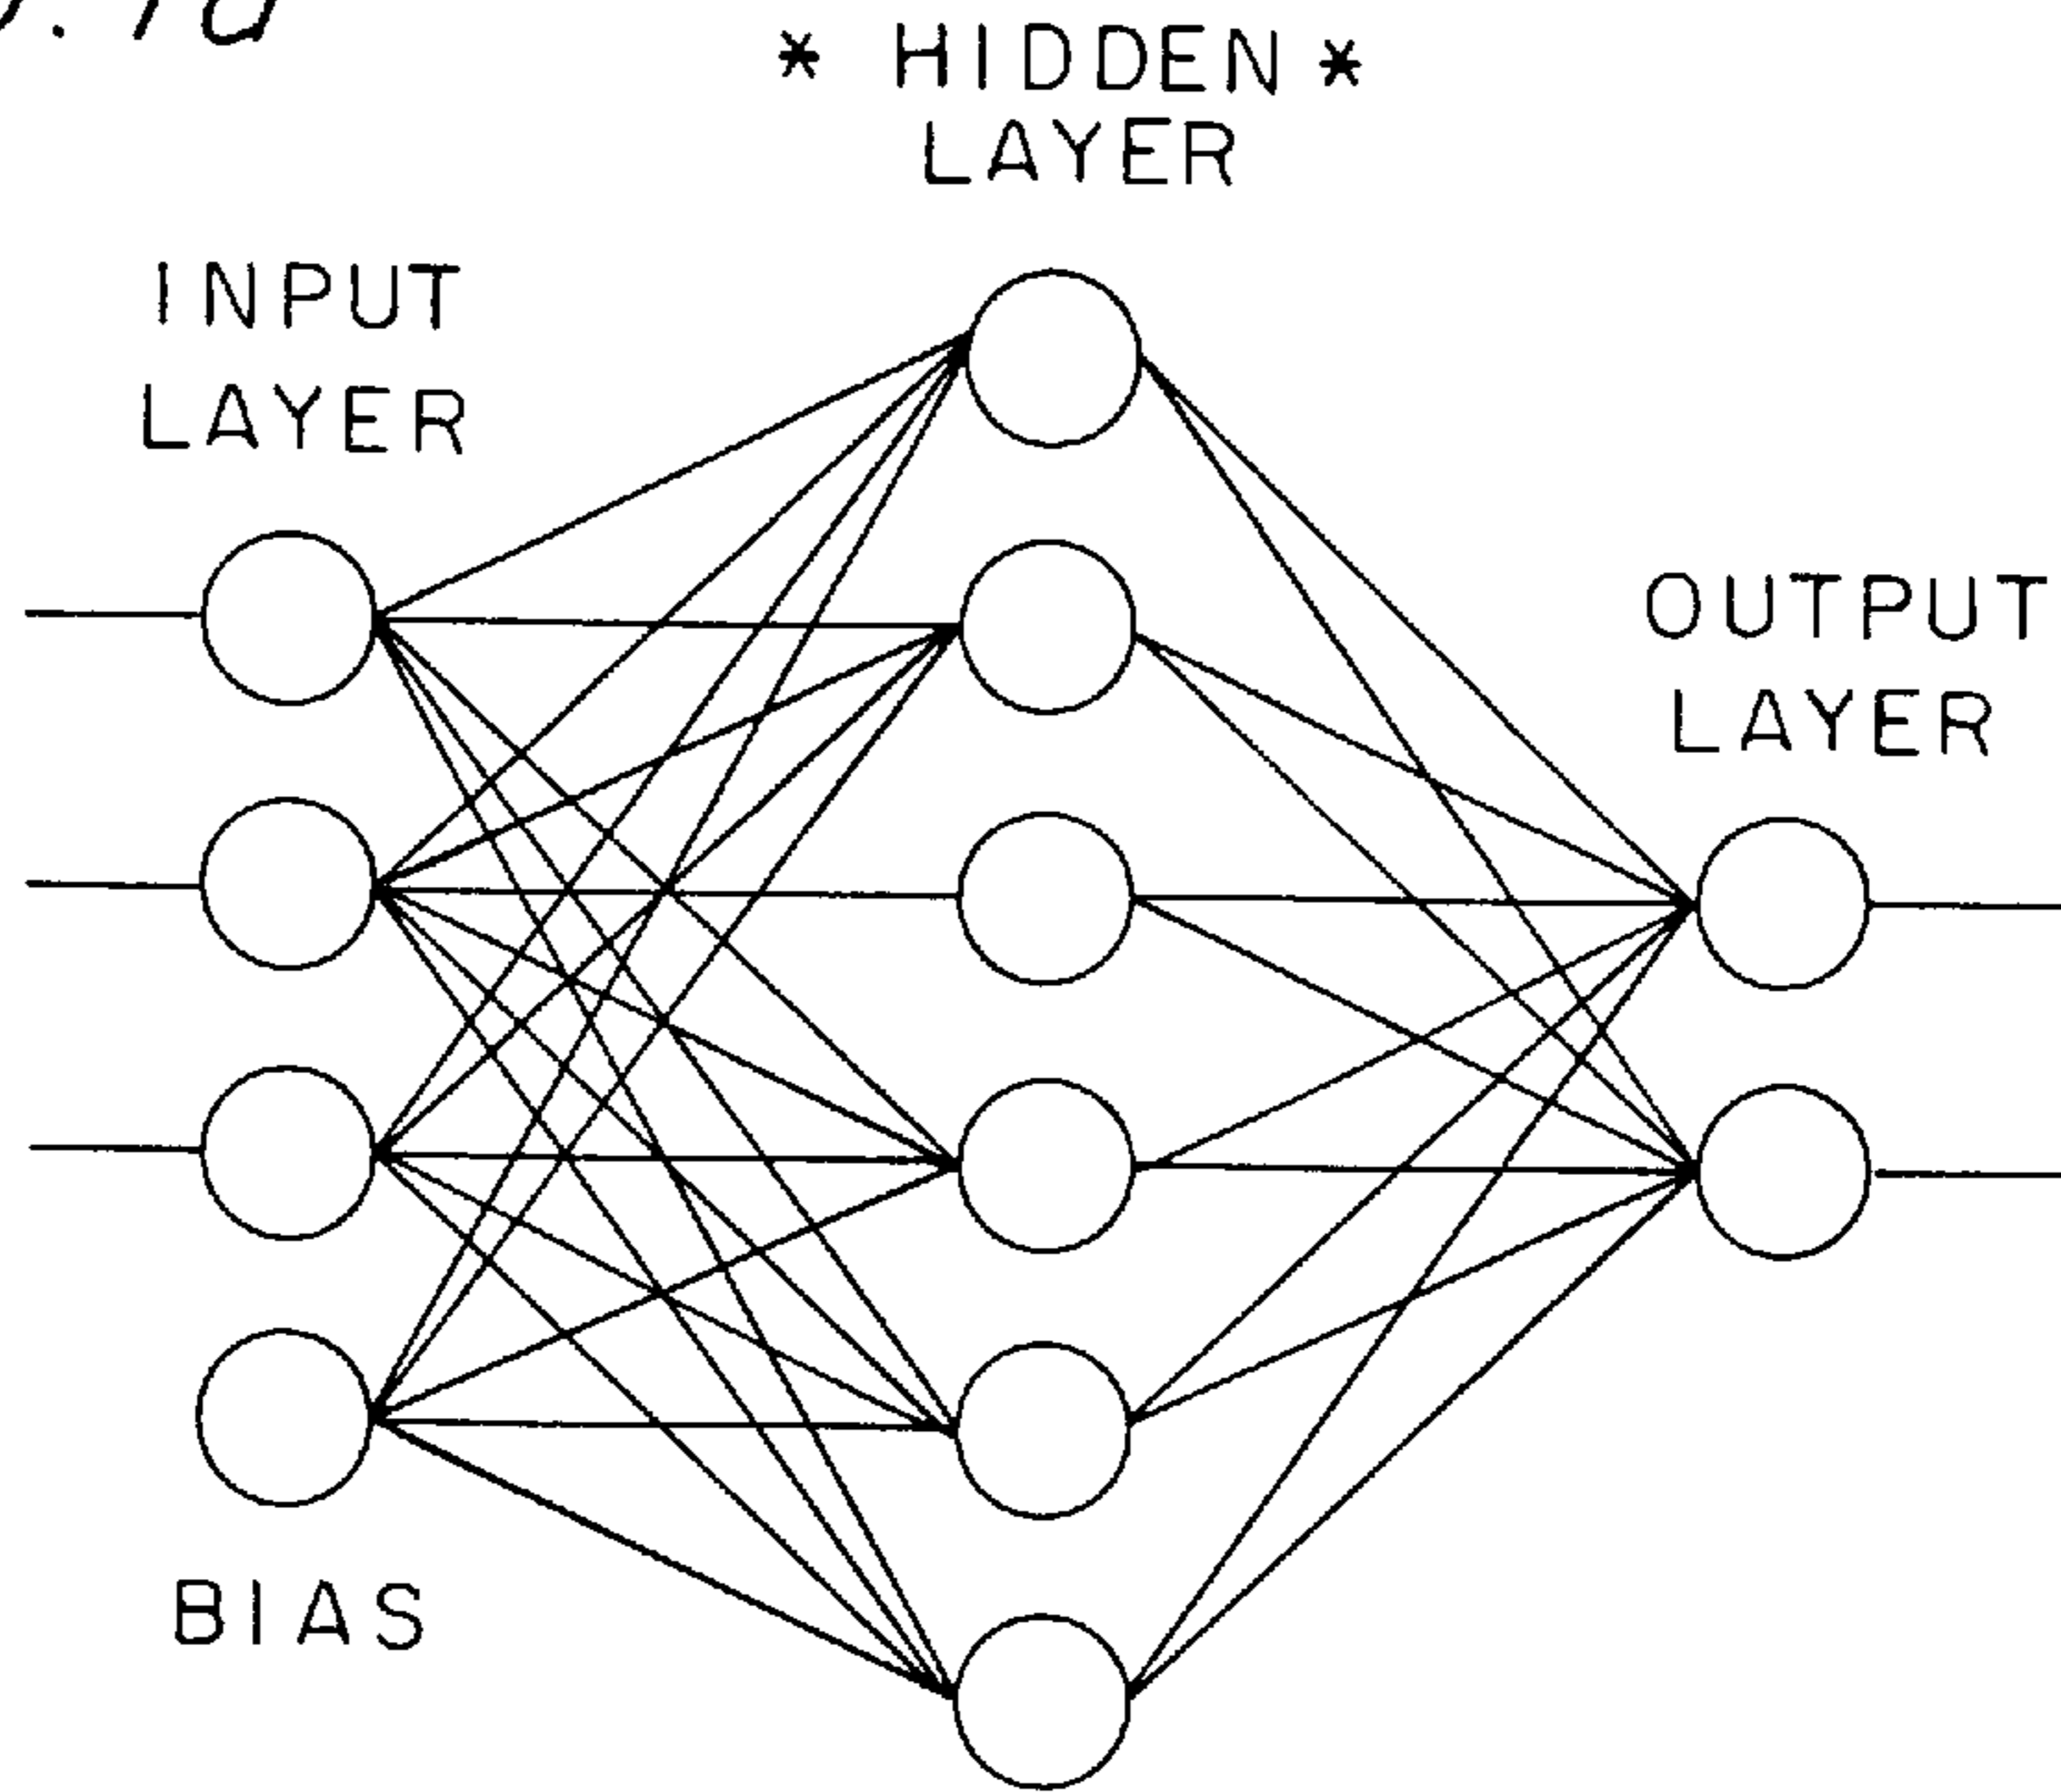 * HIDDEN *
LAYER
INPUT
LAYER
OUTPUT
LAYER
BIAS